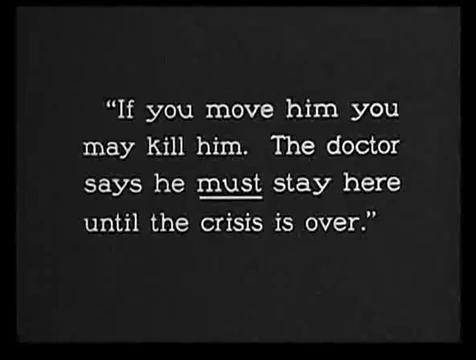 “If you move him you
may kill him. The doctor
says he must stay here
until the crisis is over.”